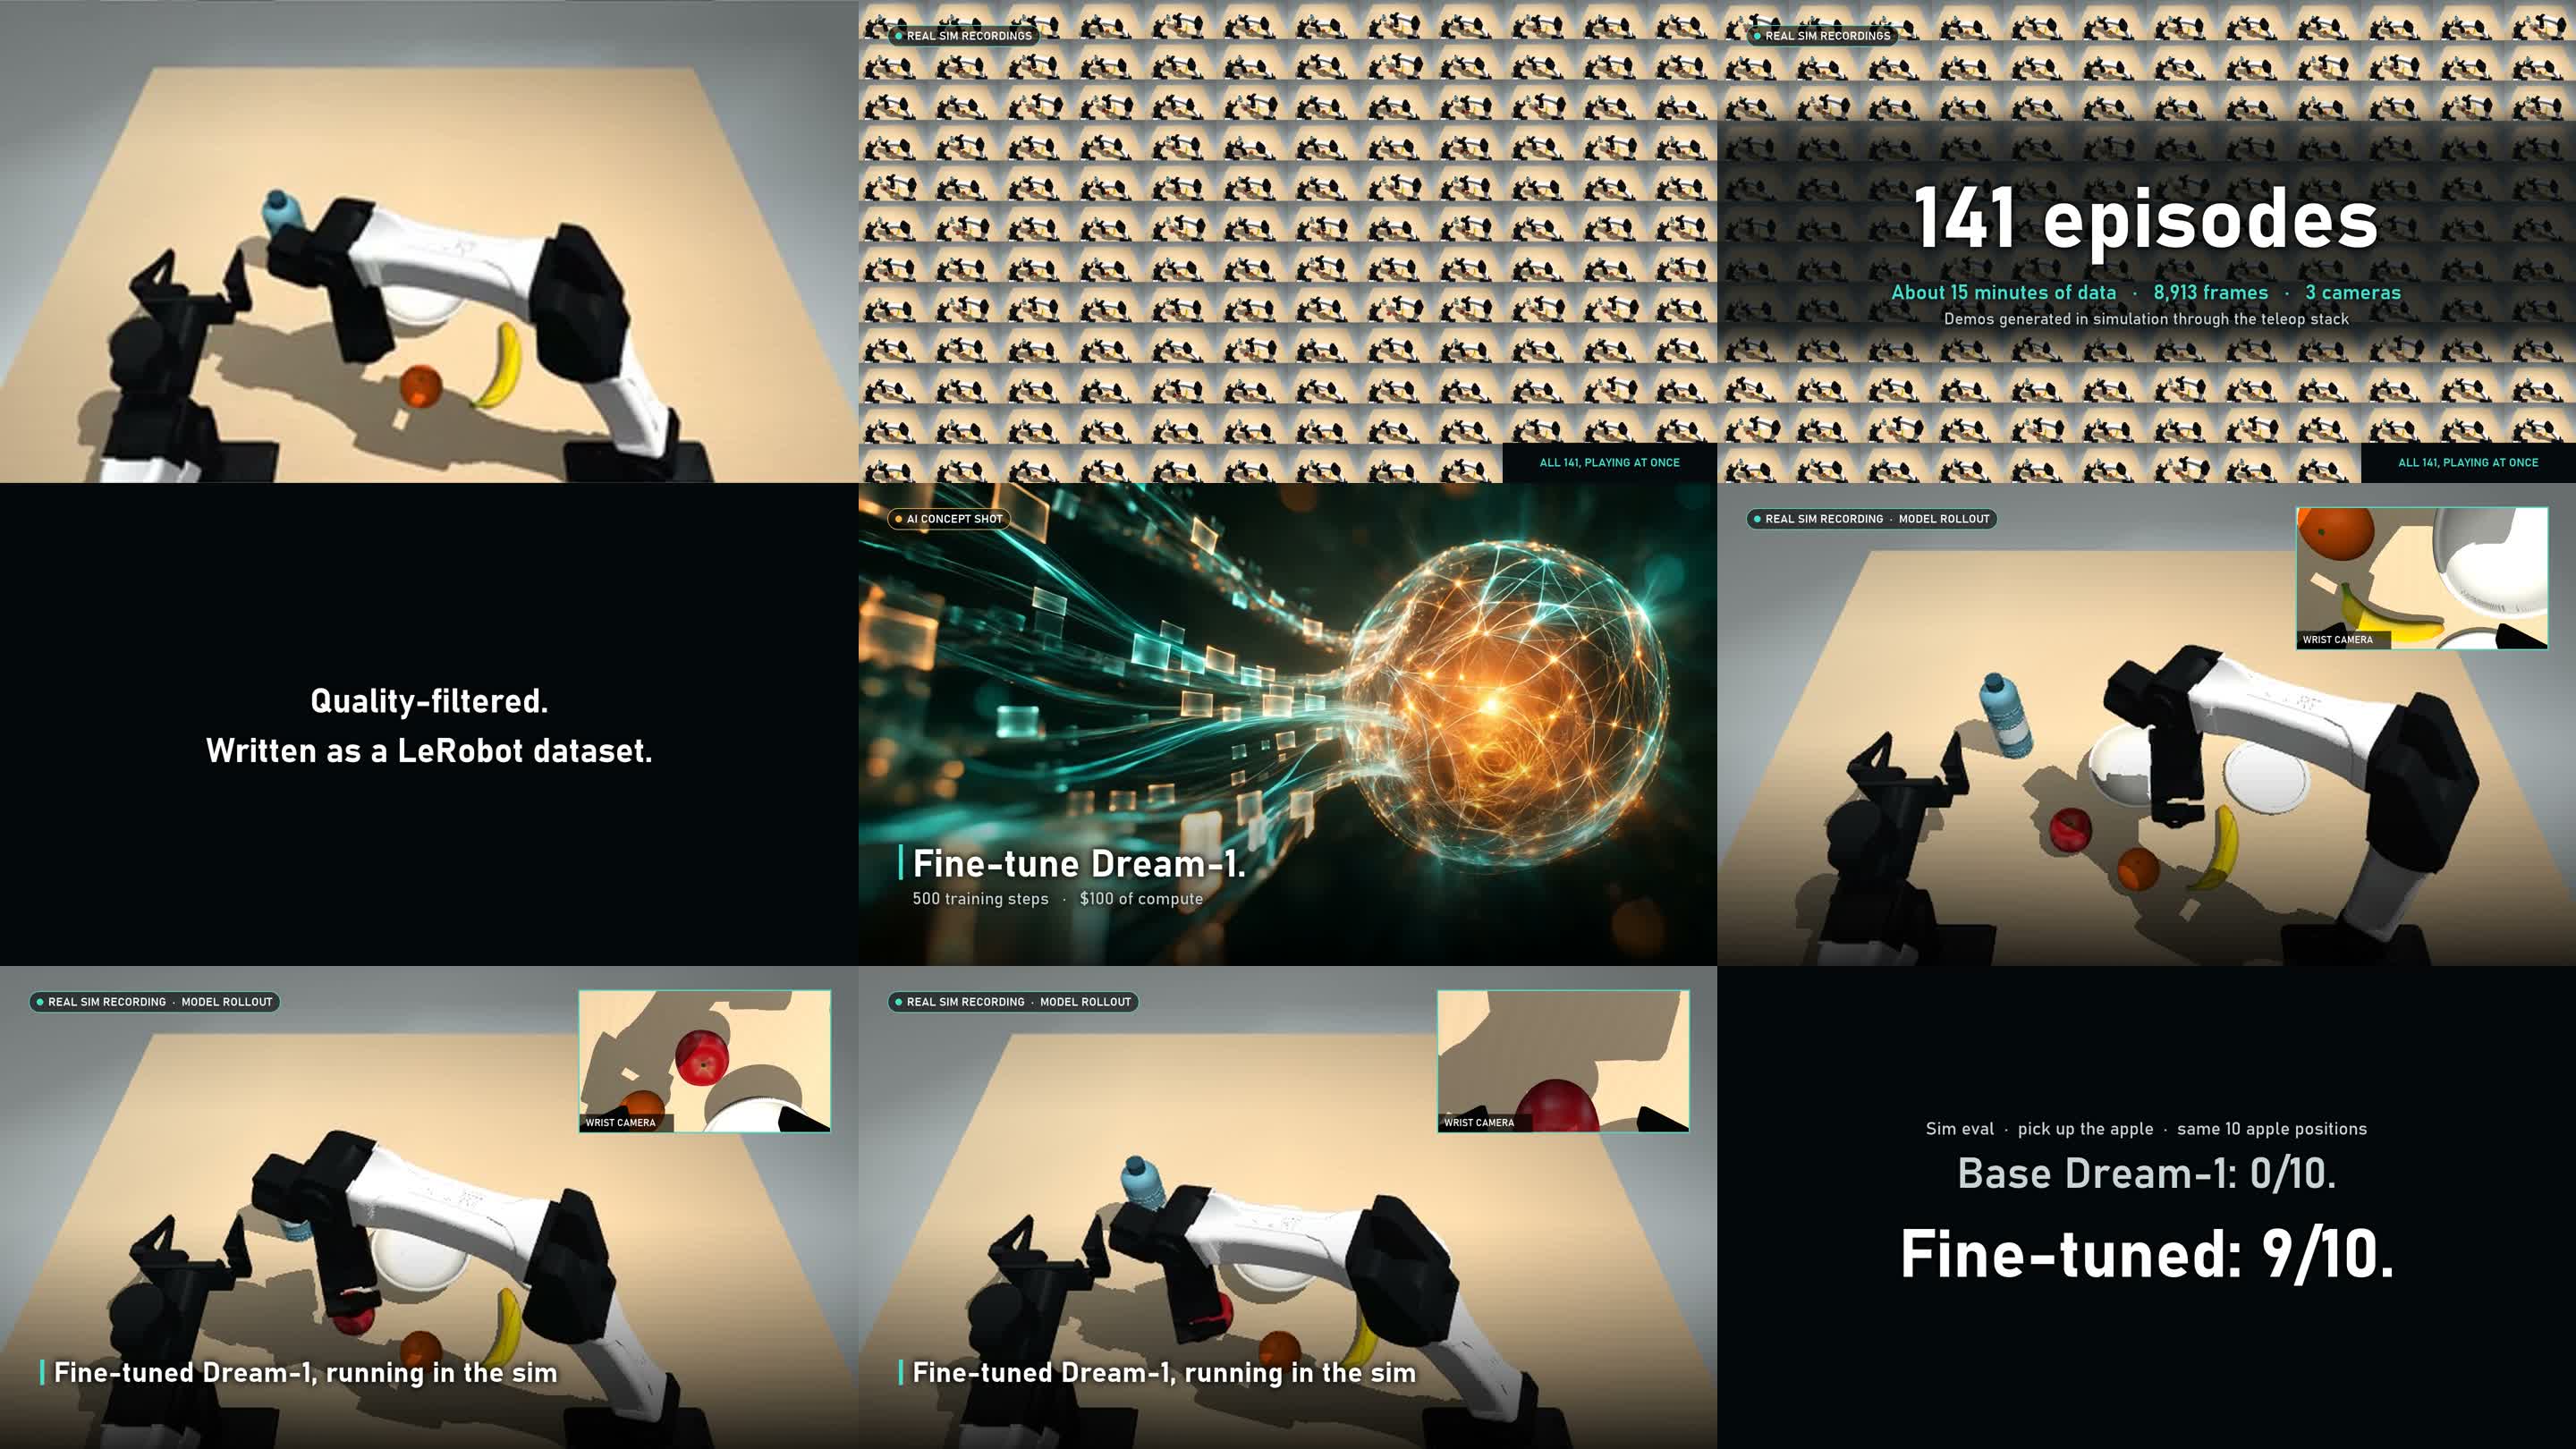 REAL SIM RECORDINGS
ALL 141, PLAYING AT ONCE
REAL SIM RECORDINGS
141 episodes
About 15 minutes of data · 8,913 frames · 3 cameras
Demos generated in simulation through the teleop stack
ALL 141, PLAYING AT ONCE
Quality-filtered.
Written as a LeRobot dataset.
AI CONCEPT SHOT
Fine-tune Dream-1.
500 training steps · $100 of compute
REAL SIM RECORDING · MODEL ROLLOUT
WRIST CAMERA
REAL SIM RECORDING · MODEL ROLLOUT
WRIST CAMERA
Fine-tuned Dream-1, running in the sim
REAL SIM RECORDING · MODEL ROLLOUT
WRIST CAMERA
Fine-tuned Dream-1, running in the sim
Sim eval · pick up the apple · same 10 apple positions
Base Dream-1: 0/10.
Fine-tuned: 9/10.